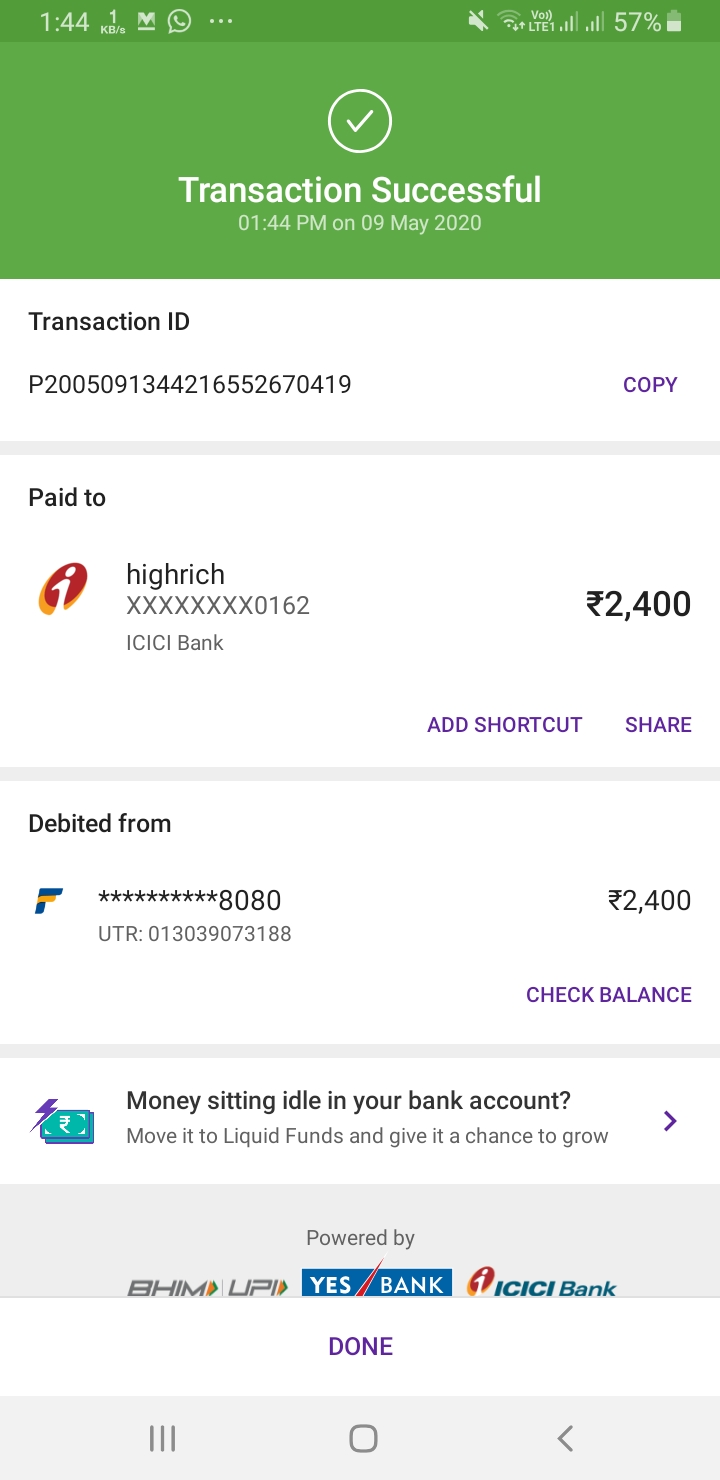 1:44 1 KB/s ... Vo)) LTE1 57%
Transaction Successful
01:44 PM on 09 May 2020
Transaction ID
P2005091344216552670419 COPY
Paid to
highrich
XXXXXXXX0162 ₹2,400
ICICI Bank
ADD SHORTCUT SHARE
Debited from
**********8080 ₹2,400
UTR: 013039073188
CHECK BALANCE
Money sitting idle in your bank account?
Move it to Liquid Funds and give it a chance to grow
Powered by
BHIM UPI YES BANK ICICI Bank
DONE